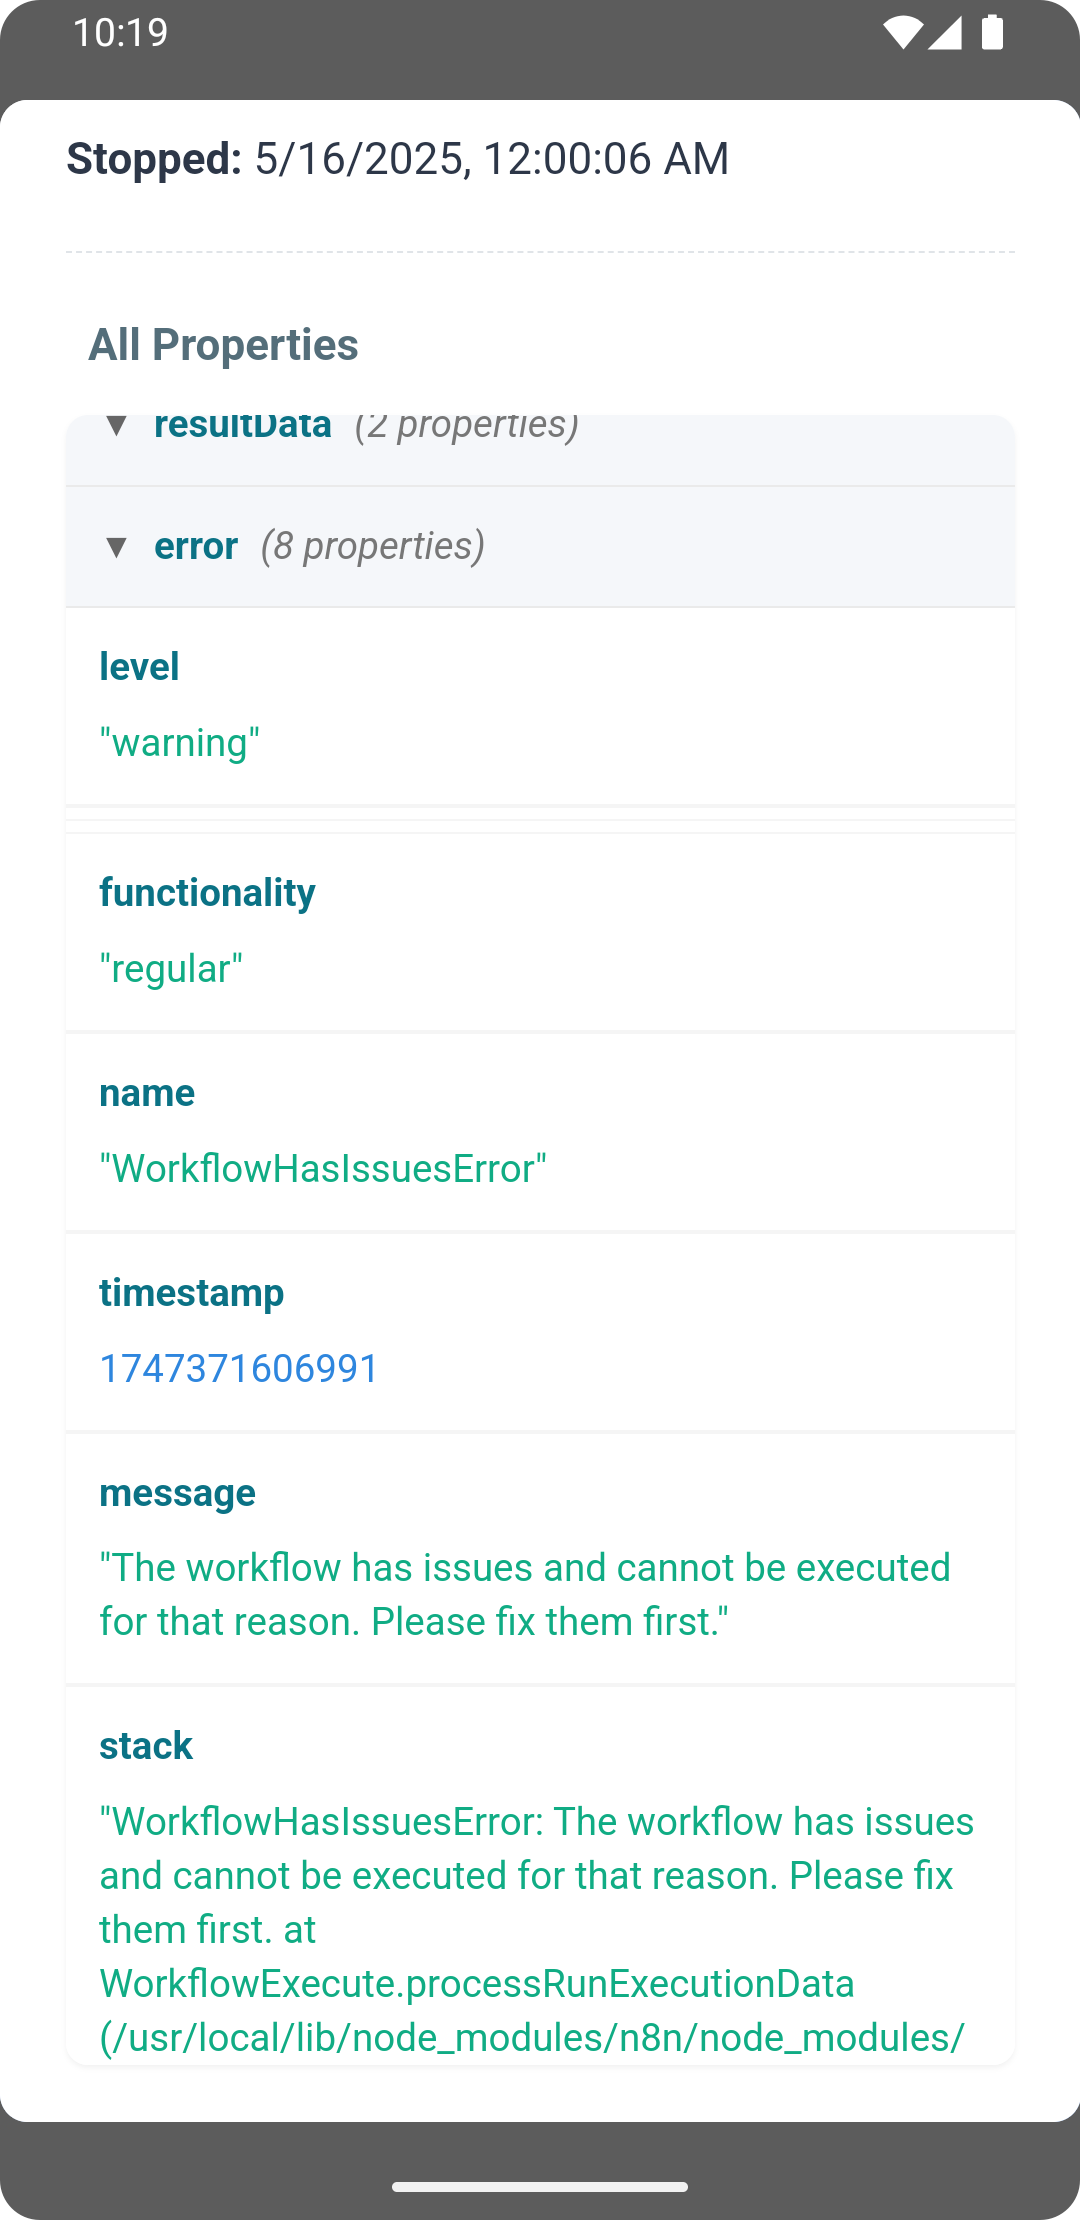 10:19
Stopped: 5/16/2025, 12:00:06 AM
All Properties
▼ resultData (2 properties)
▼ error (8 properties)
level
"warning"
functionality
"regular"
name
"WorkflowHasIssuesError"
timestamp
1747371606991
message
"The workflow has issues and cannot be executed
for that reason. Please fix them first."
stack
"WorkflowHasIssuesError: The workflow has issues
and cannot be executed for that reason. Please fix
them first. at
WorkflowExecute.processRunExecutionData
(/usr/local/lib/node_modules/n8n/node_modules/